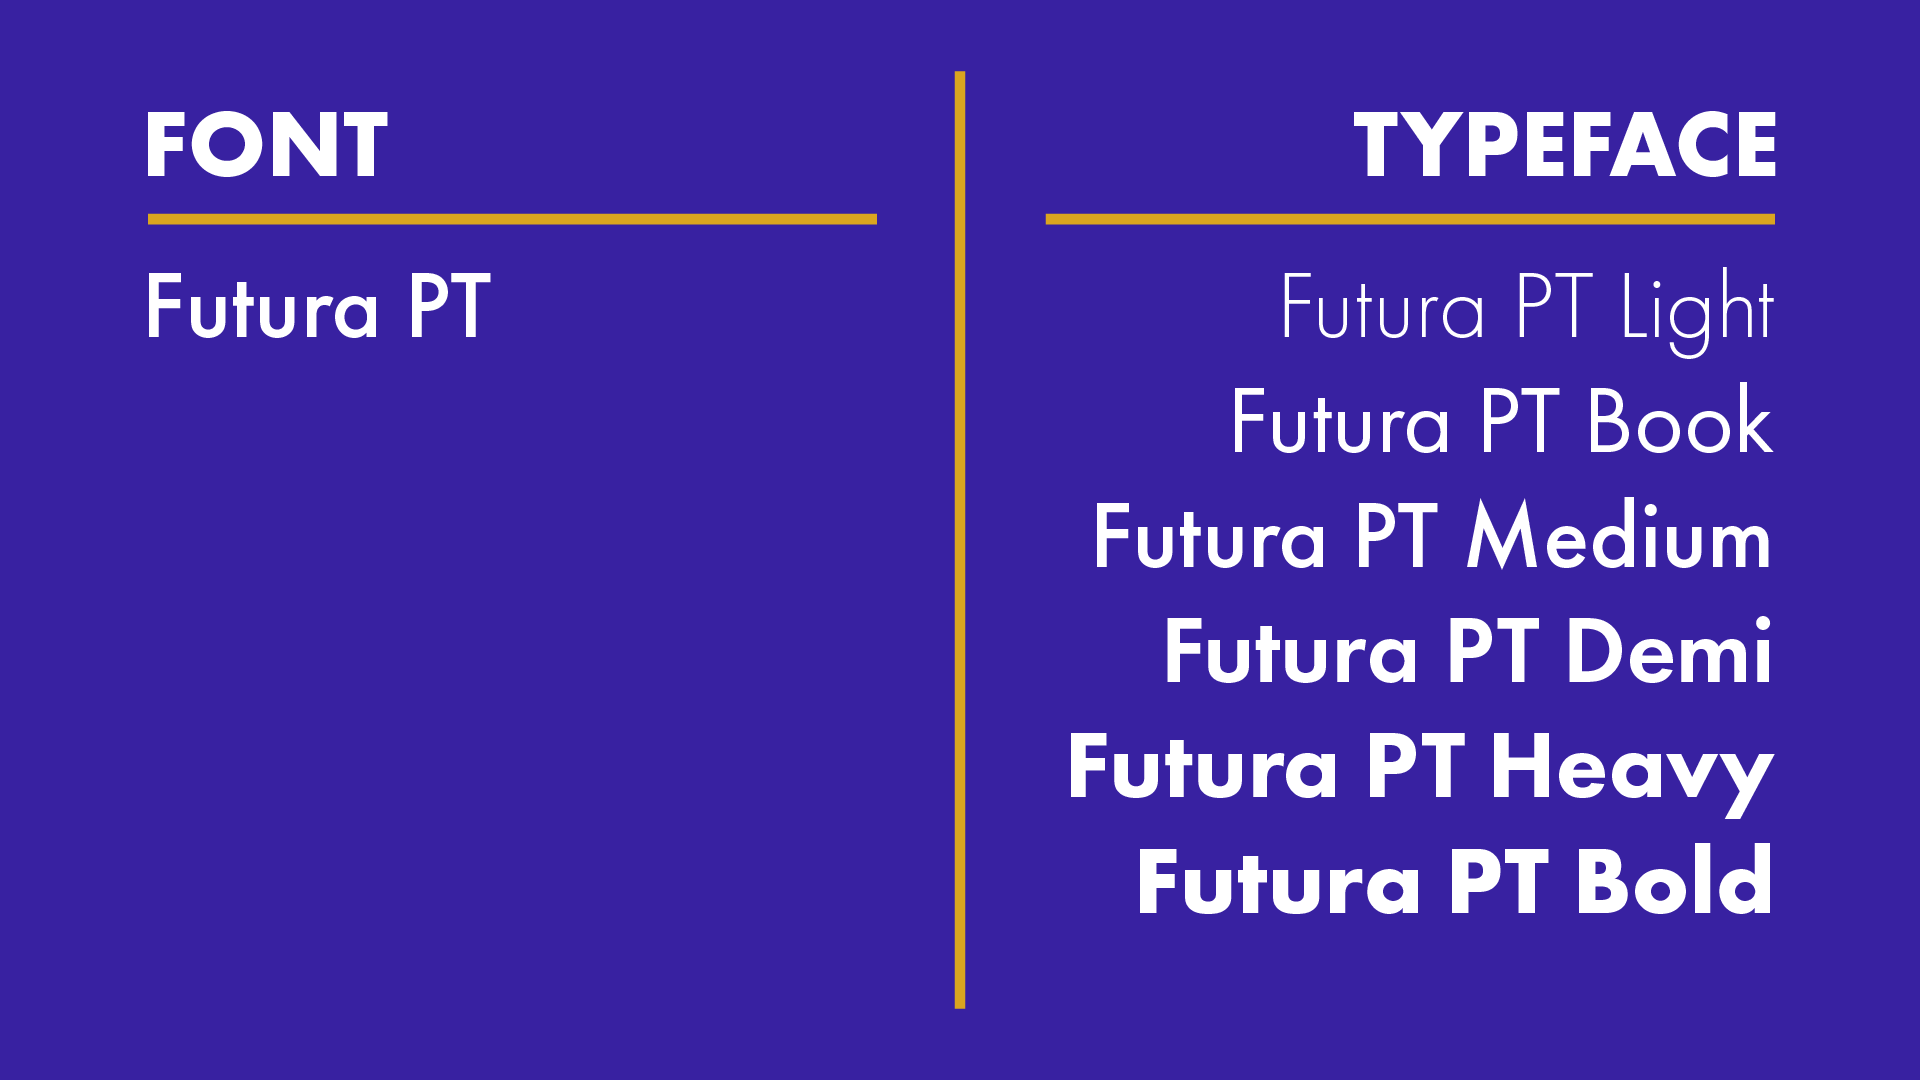 FONT
Futura PT
TYPEFACE
Futura PT Light
Futura PT Book
Futura PT Medium
Futura PT Demi
Futura PT Heavy
Futura PT Bold